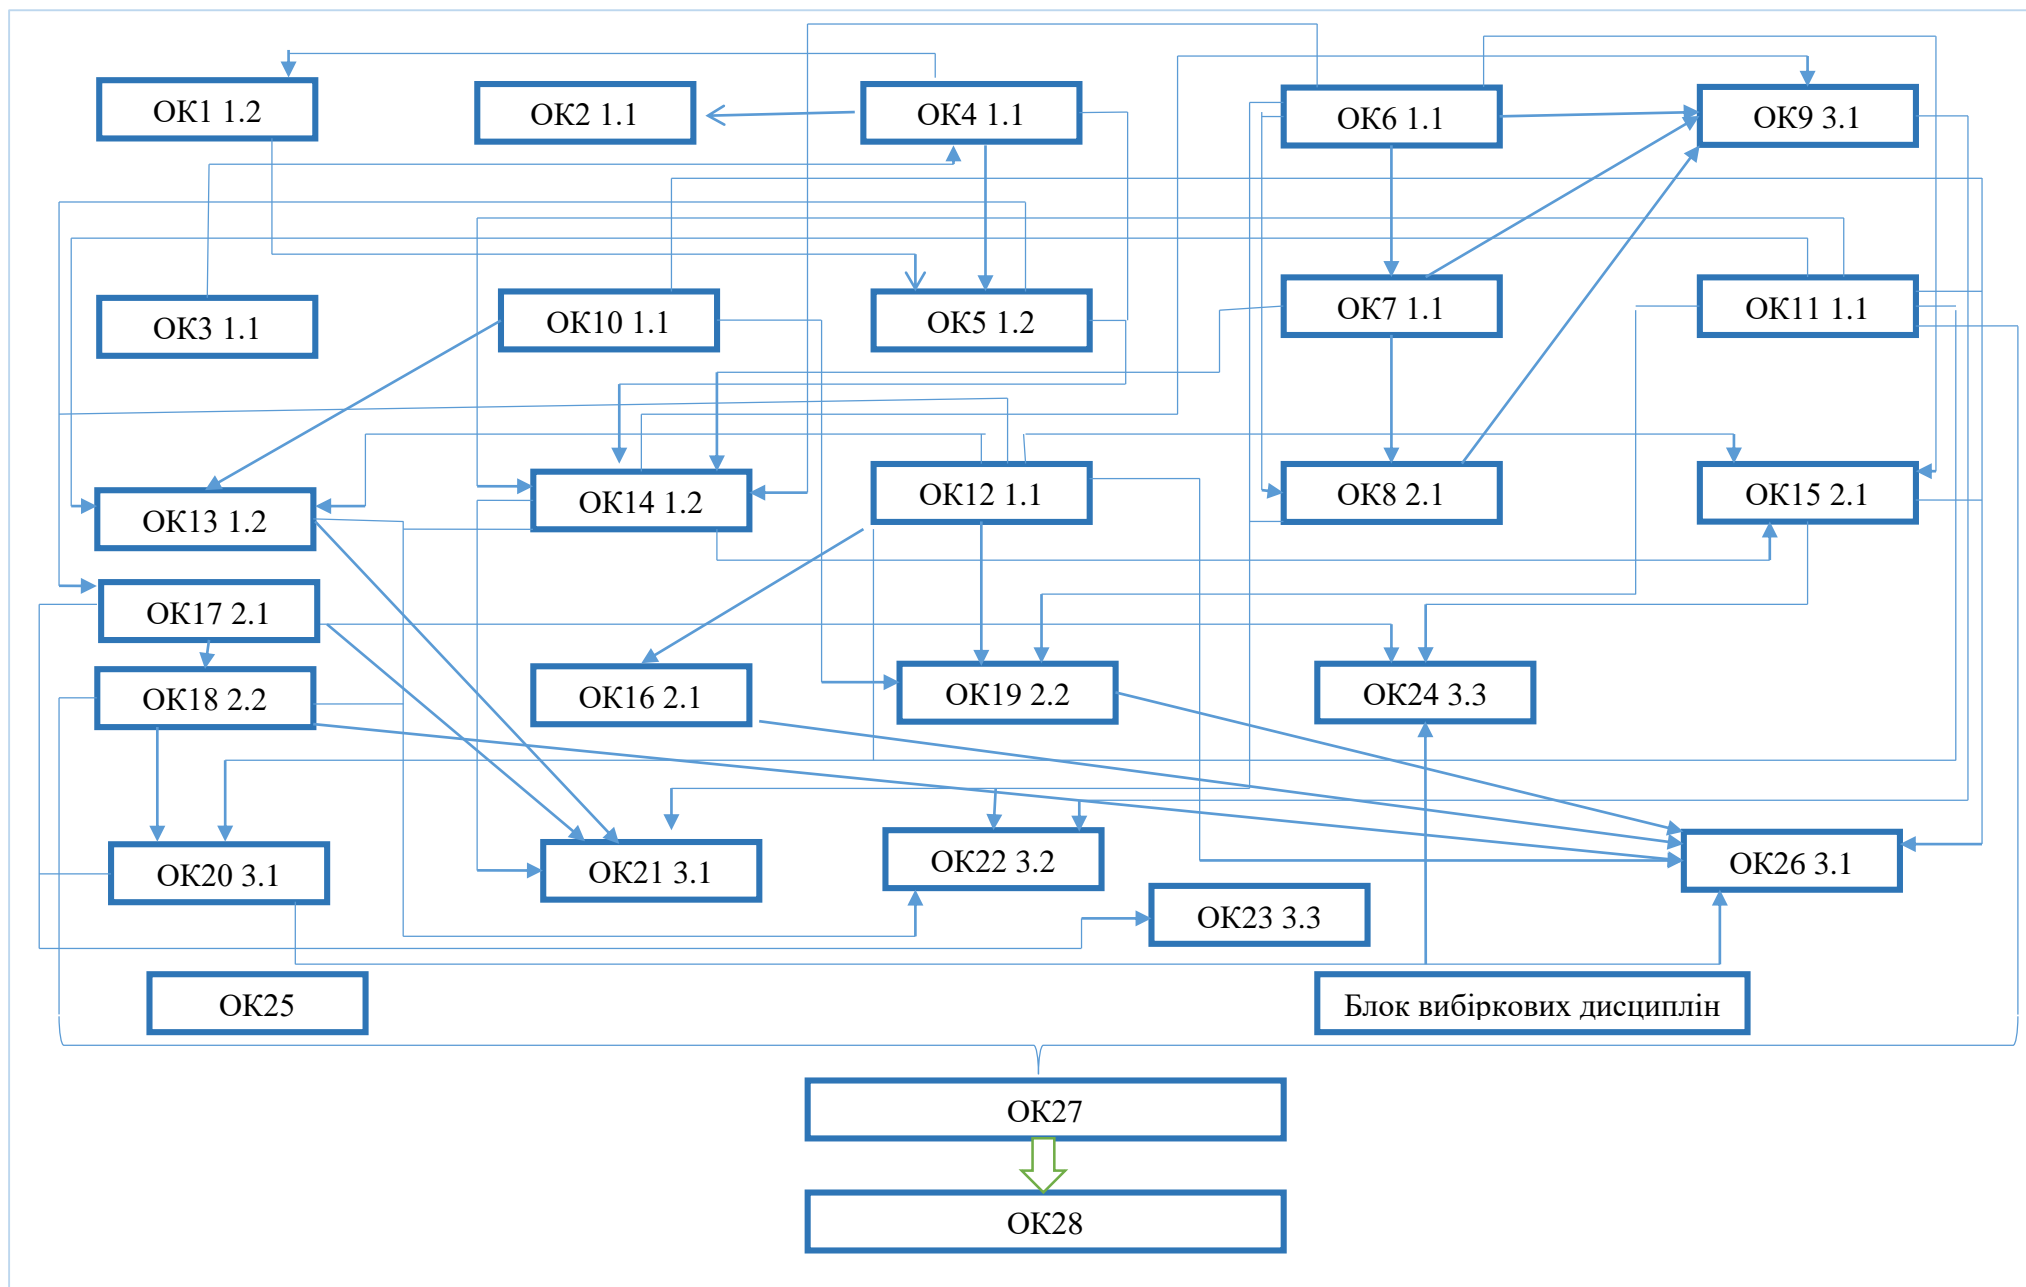 ОК1 1.2
ОК2 1.1
ОК4 1.1
ОК6 1.1
ОК9 3.1
ОК3 1.1
ОК10 1.1
ОК5 1.2
ОК7 1.1
ОК11 1.1
ОК13 1.2
ОК14 1.2
ОК12 1.1
ОК8 2.1
ОК15 2.1
ОК17 2.1
ОК18 2.2
ОК16 2.1
ОК19 2.2
ОК24 3.3
ОК20 3.1
ОК21 3.1
ОК22 3.2
ОК26 3.1
ОК23 3.3
ОК25
Блок вибіркових дисциплін
ОК27
ОК28